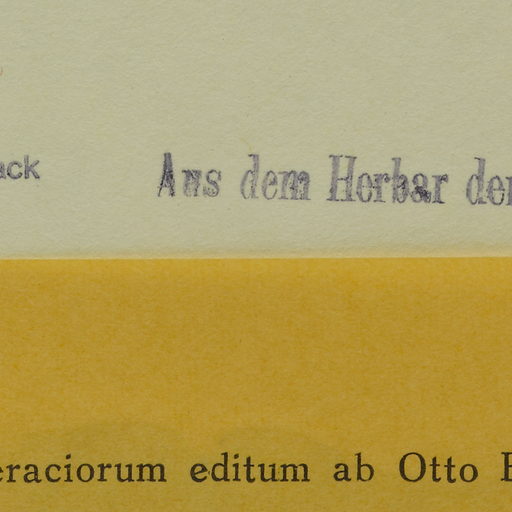 ack
Aus dem Herbar der
eraciorum editum ab Otto B